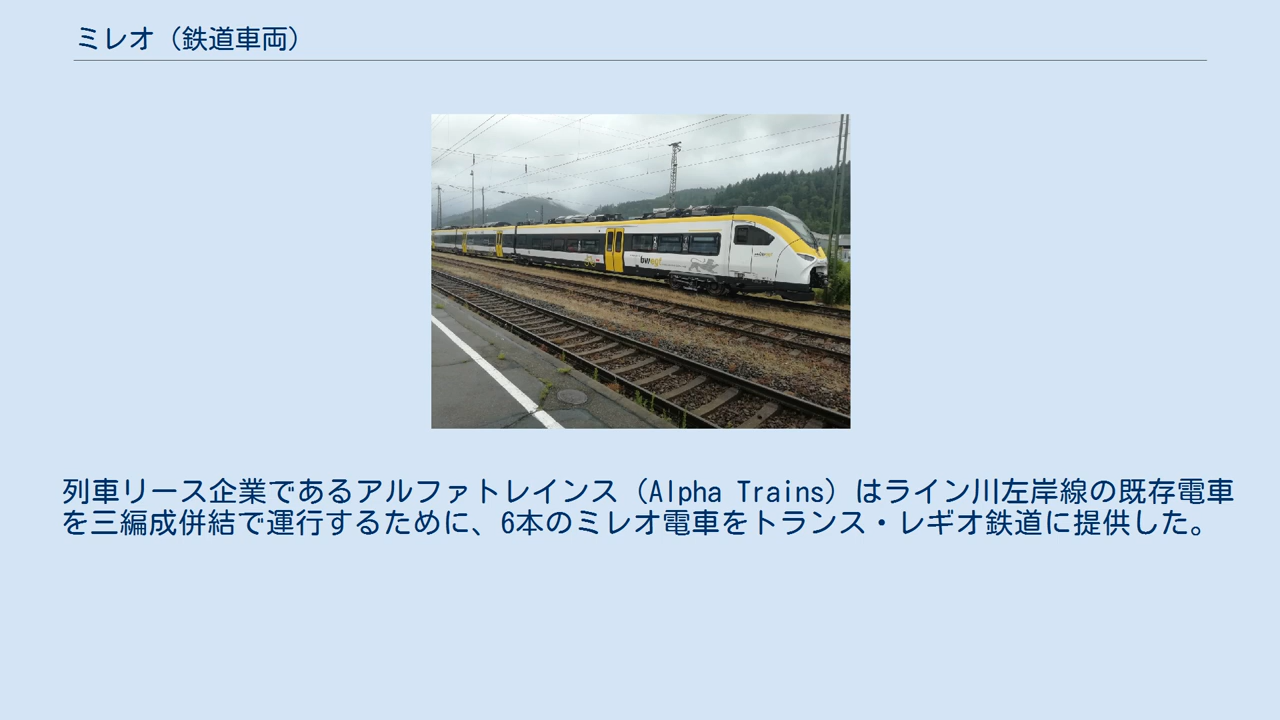 ミレオ（鉄道車両）
bwegt
列車リース企業であるアルファトレインス（Alpha Trains）はライン川左岸線の既存電車
を三編成併結で運行するために、6本のミレオ電車をトランス・レギオ鉄道に提供した。